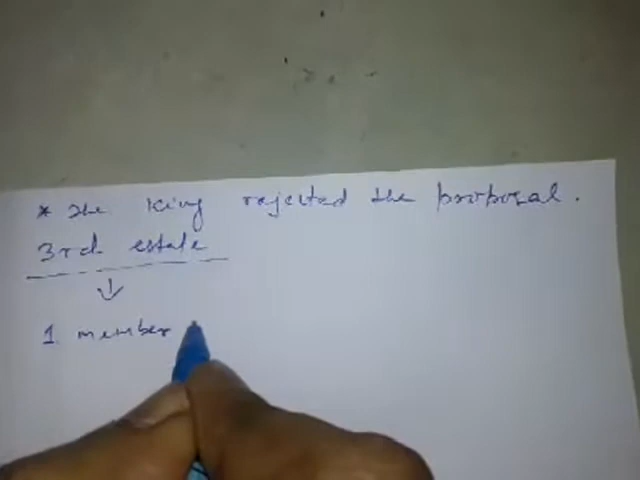 * The King rejected the proposal.
3rd estate
↓
1 member